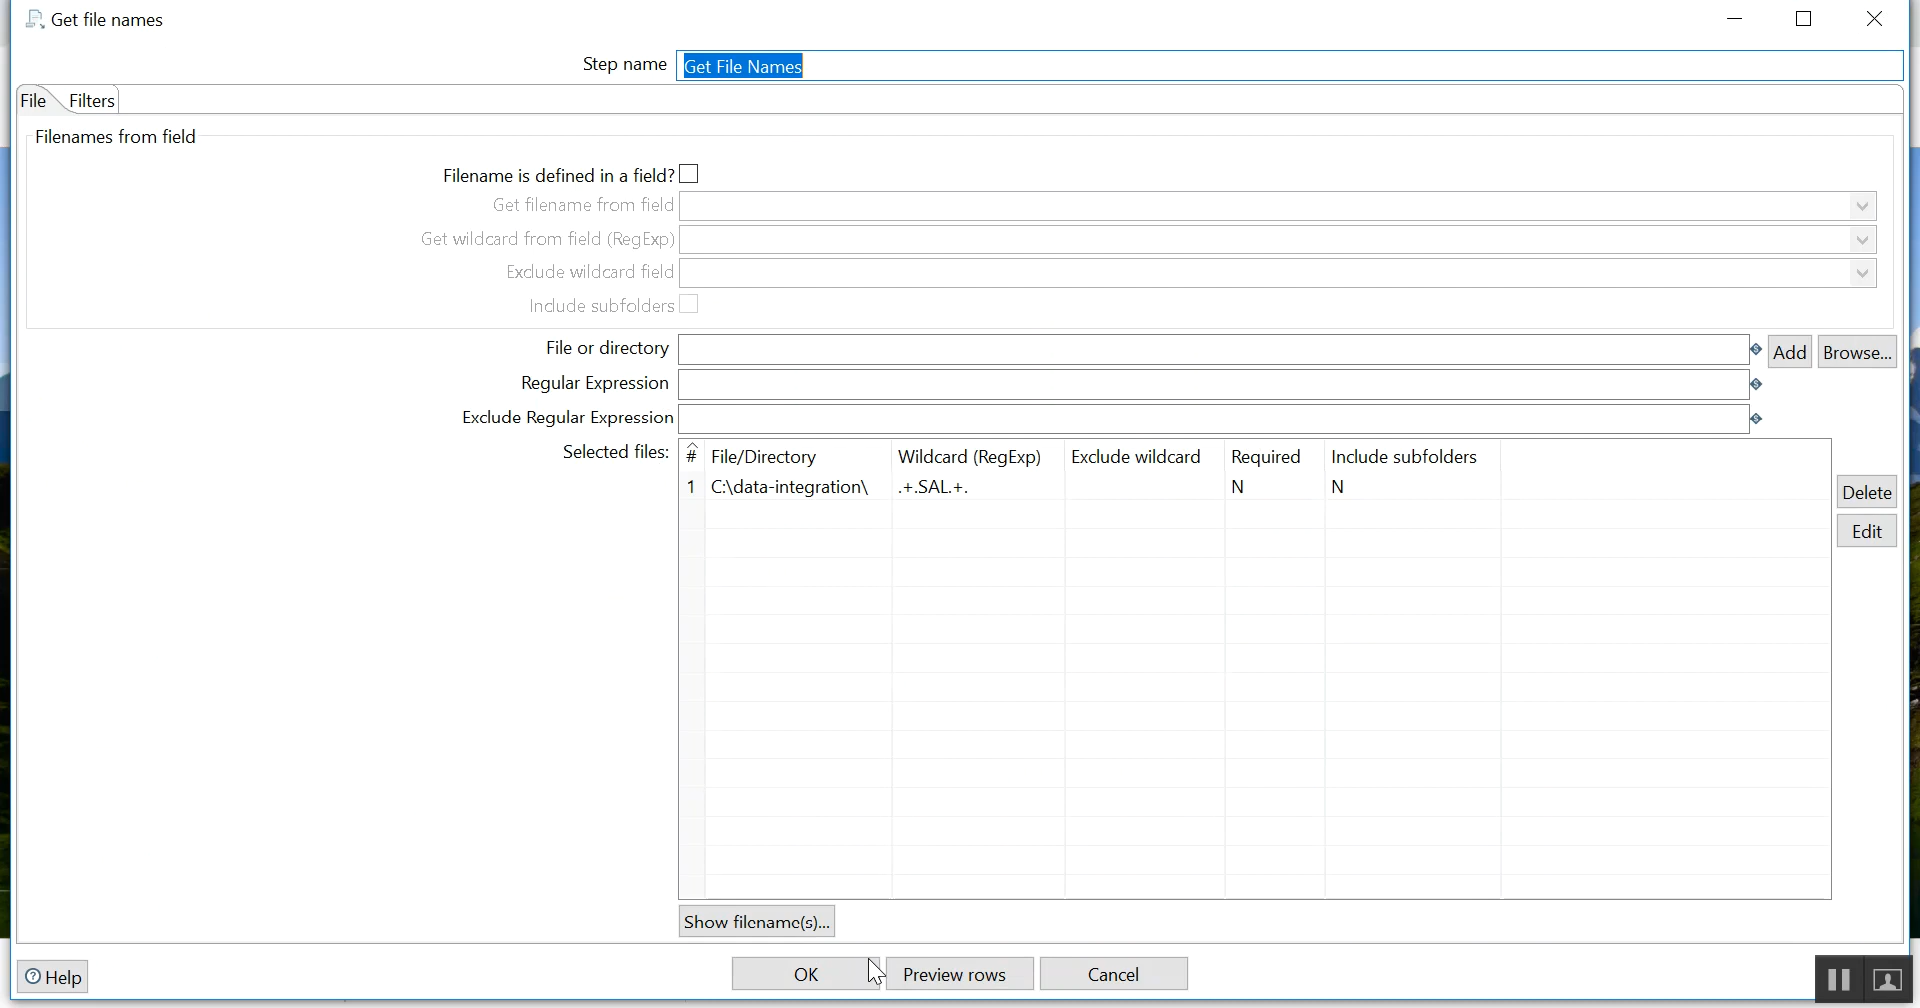 Get file names
Step name Get File Names
File Filters
Filenames from field
Filename is defined in a field?
Get filename from field
Get wildcard from field (RegExp)
Exclude wildcard field
Include subfolders
File or directory Add Browse...
Regular Expression
Exclude Regular Expression
Selected files: # File/Directory Wildcard (RegExp) Exclude wildcard Required Include subfolders
1 C:\data-integration\ .+.SAL.+. N N
Delete
Edit
Show filename(s)...
Help OK Preview rows Cancel